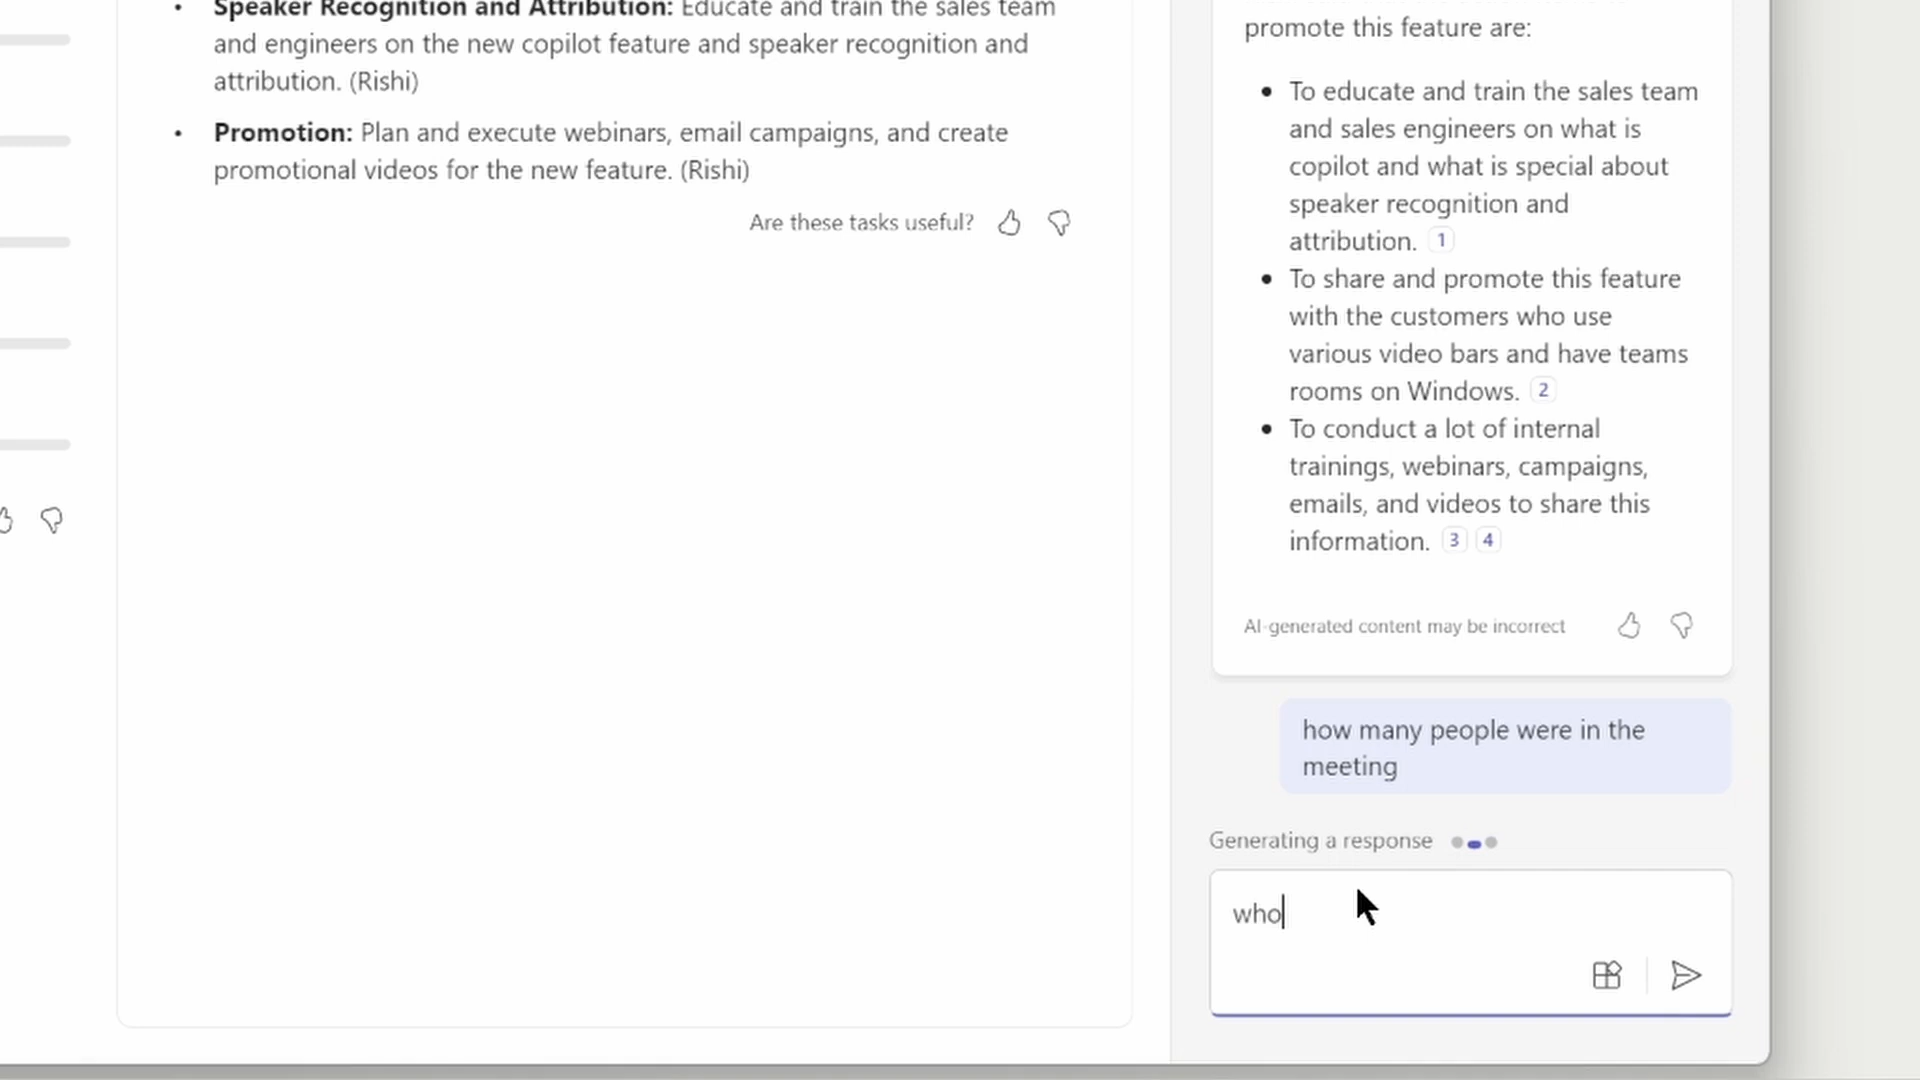 • Speaker Recognition and Attribution: Educate and train the sales team
and engineers on the new copilot feature and speaker recognition and
attribution. (Rishi)
• Promotion: Plan and execute webinars, email campaigns, and create
promotional videos for the new feature. (Rishi)
Are these tasks useful?
promote this feature are:
• To educate and train the sales team
and sales engineers on what is
copilot and what is special about
speaker recognition and
attribution. 1
• To share and promote this feature
with the customers who use
various video bars and have teams
rooms on Windows. 2
• To conduct a lot of internal
trainings, webinars, campaigns,
emails, and videos to share this
information. 3 4
AI-generated content may be incorrect
how many people were in the
meeting
Generating a response
who